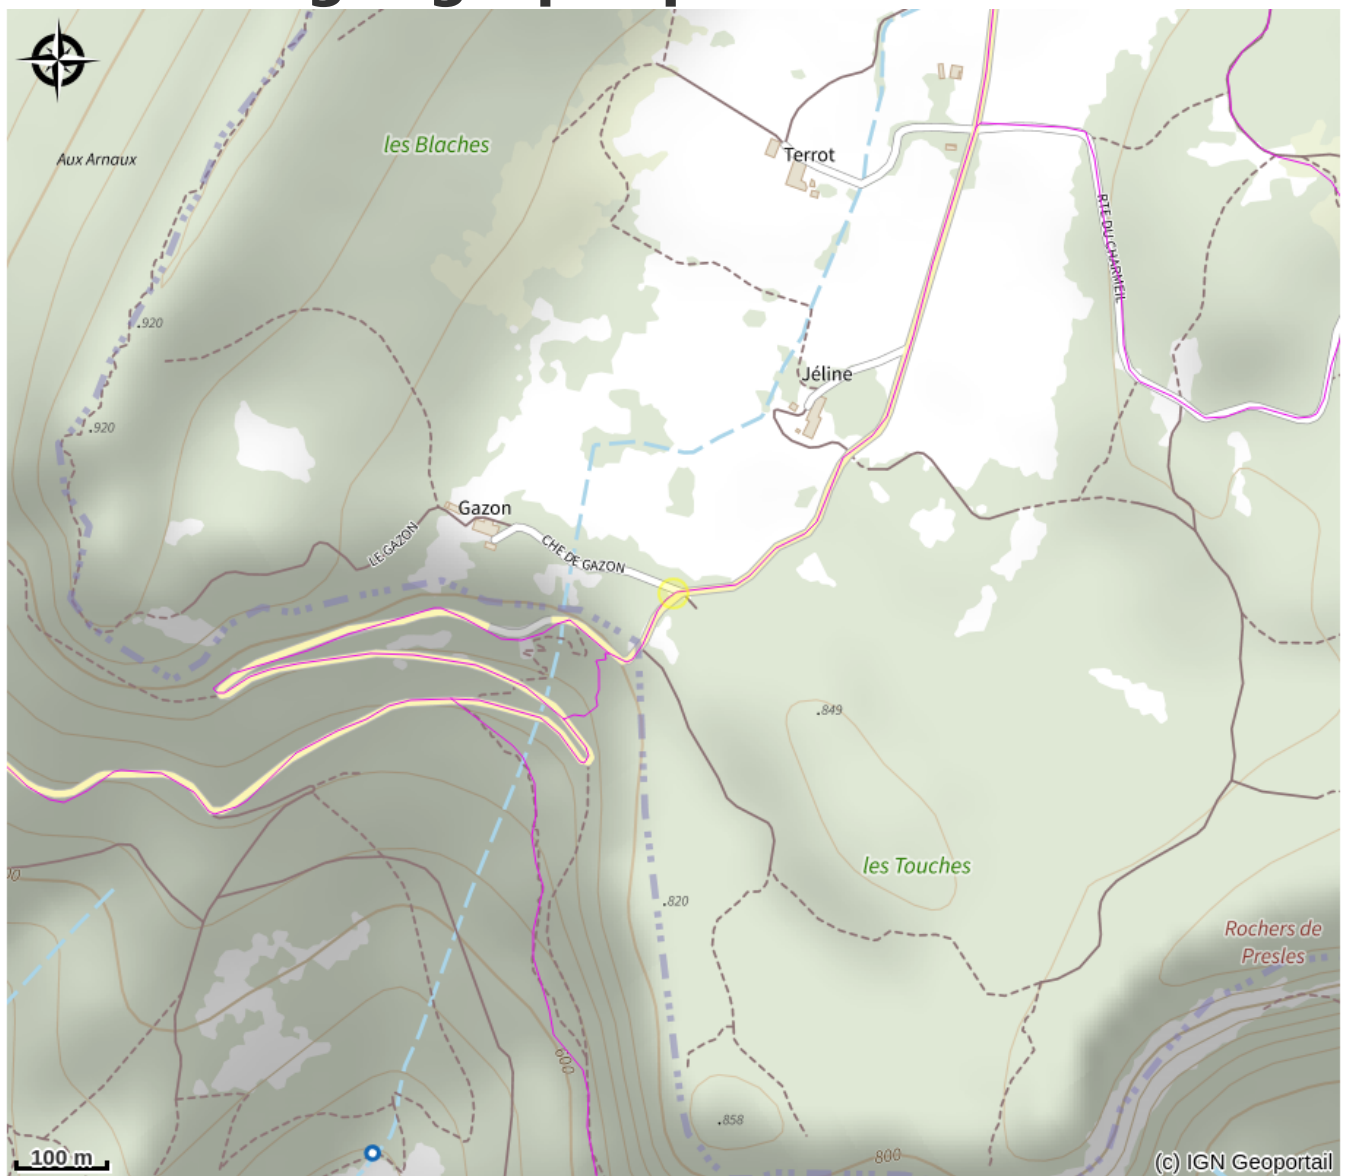 les Blaches
Aux Arnaux
Terrot
RTE DU CHARMEIL
.920
Jéline
.920
Gazon
LE GAZON
CHE DE GAZON
.849
les Touches
.820
Rochers de
Presles
600
.858
800
100 m
(c) IGN Geoportail